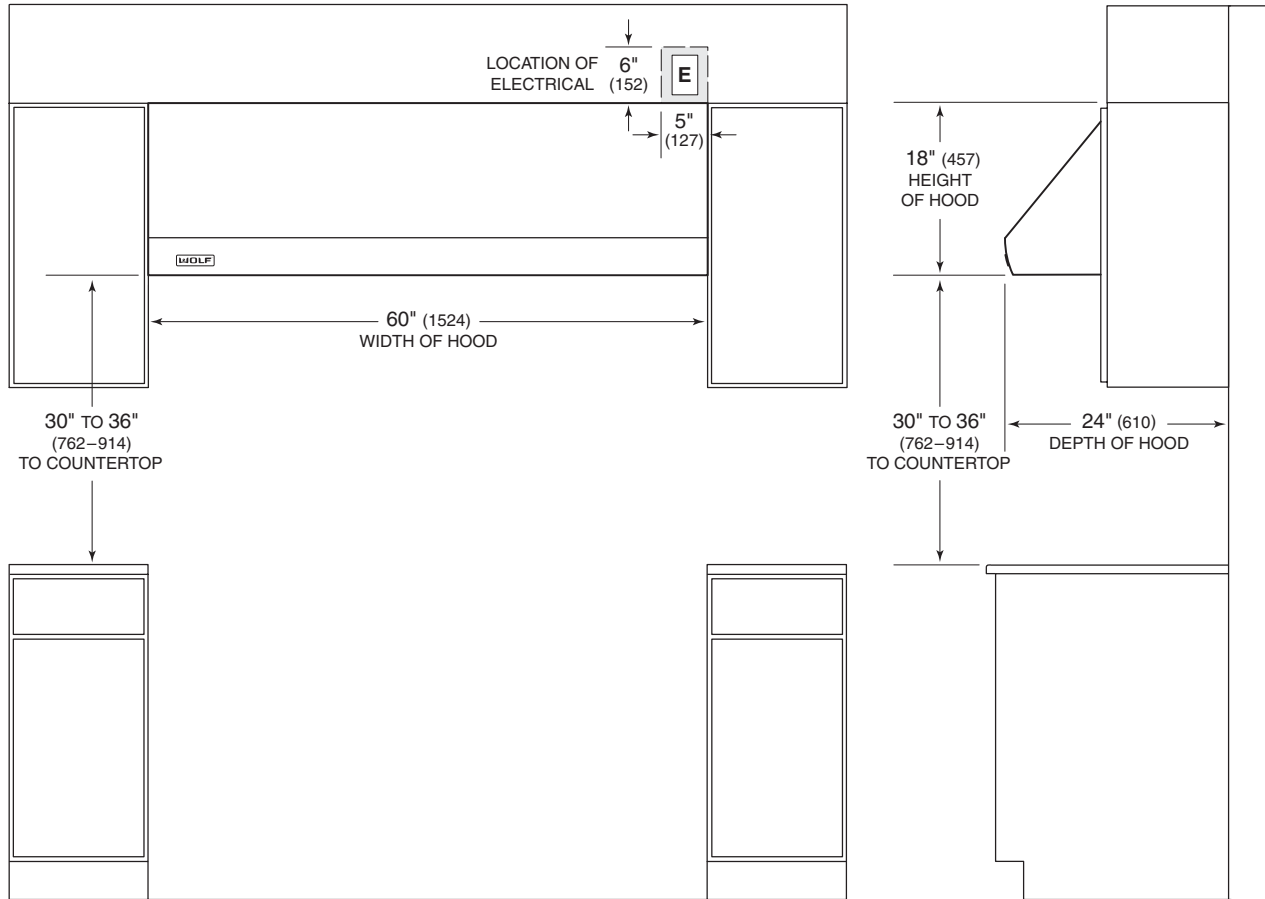 LOCATION OF
ELECTRICAL
6"
(152)
E
5"
(127)
18" (457)
HEIGHT
OF HOOD
WOLF
60" (1524)
WIDTH OF HOOD
30" TO 36"
(762–914)
TO COUNTERTOP
30" TO 36"
(762–914)
TO COUNTERTOP
24" (610)
DEPTH OF HOOD